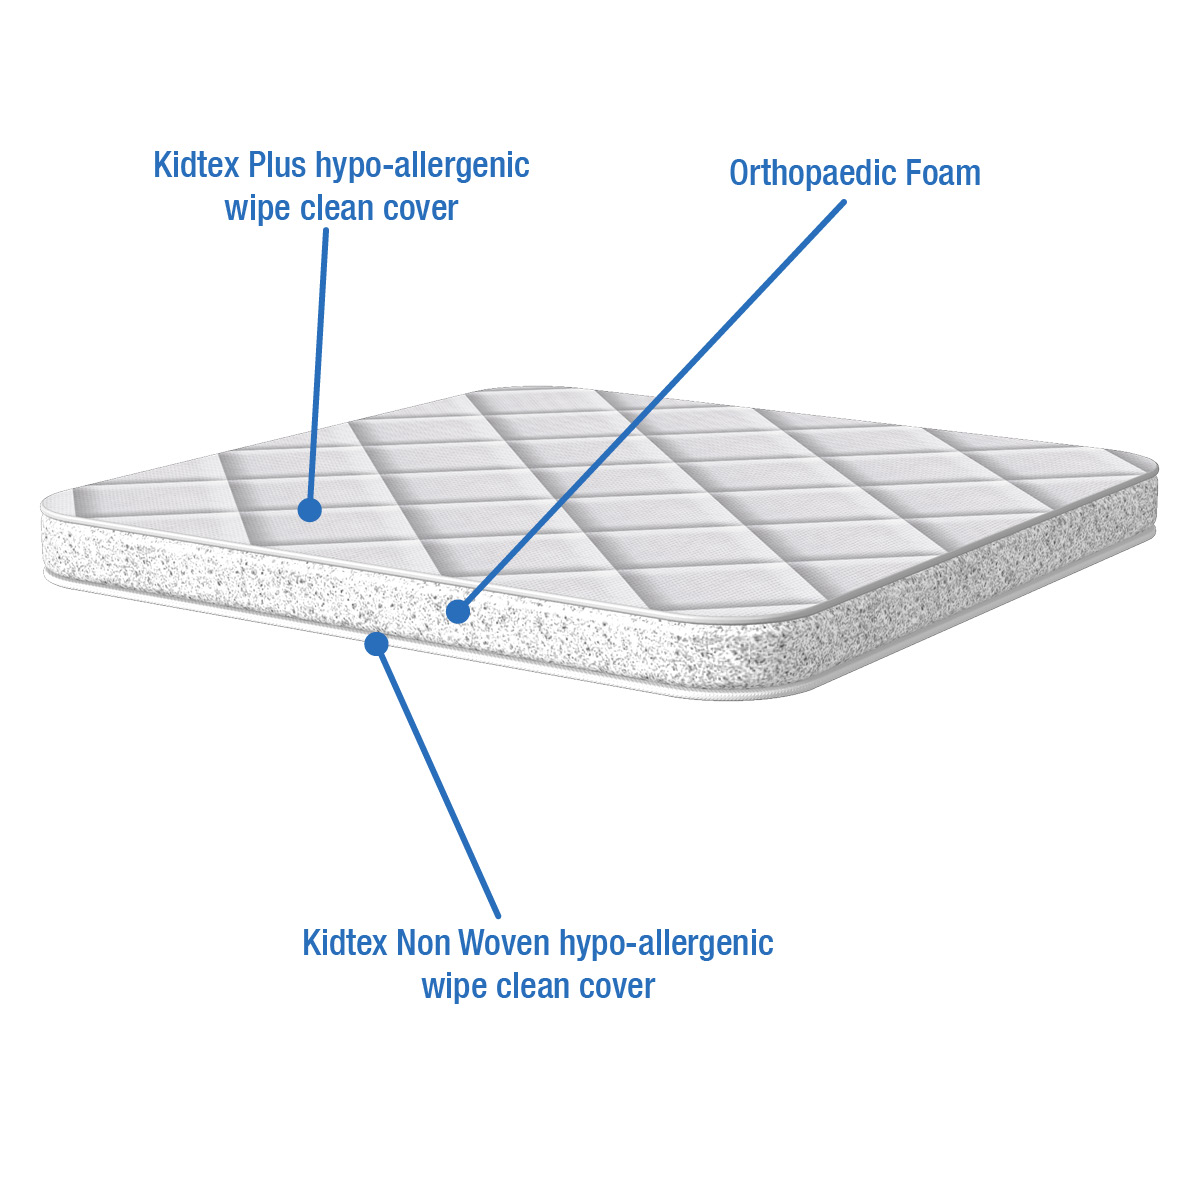 Kidtex Plus hypo-allergenic
wipe clean cover
Orthopaedic Foam
Kidtex Non Woven hypo-allergenic
wipe clean cover